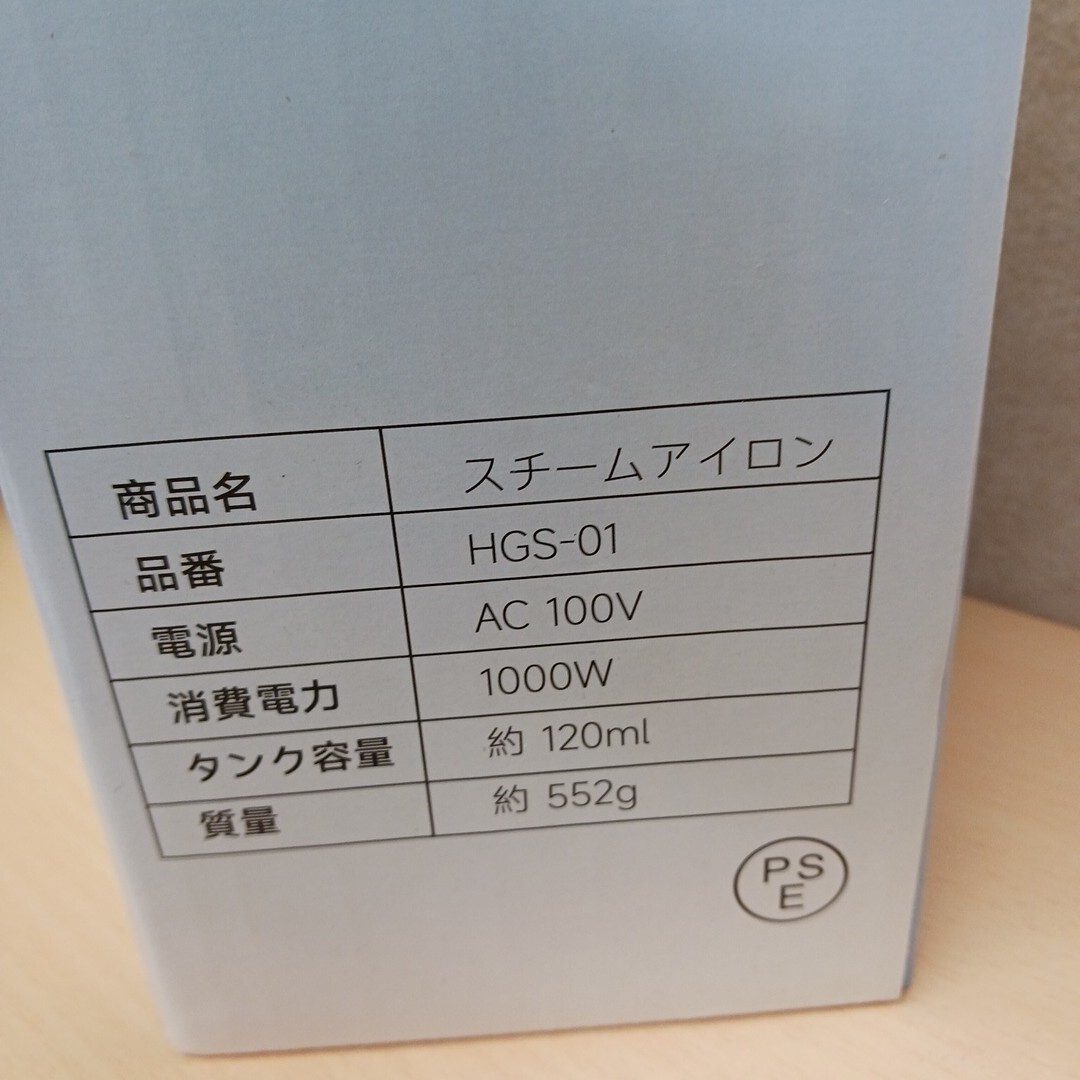 商品名 スチームアイロン
品番 HGS-01
電源 AC 100V
消費電力 1000W
タンク容量 約 120ml
質量 約 552g
PS
E